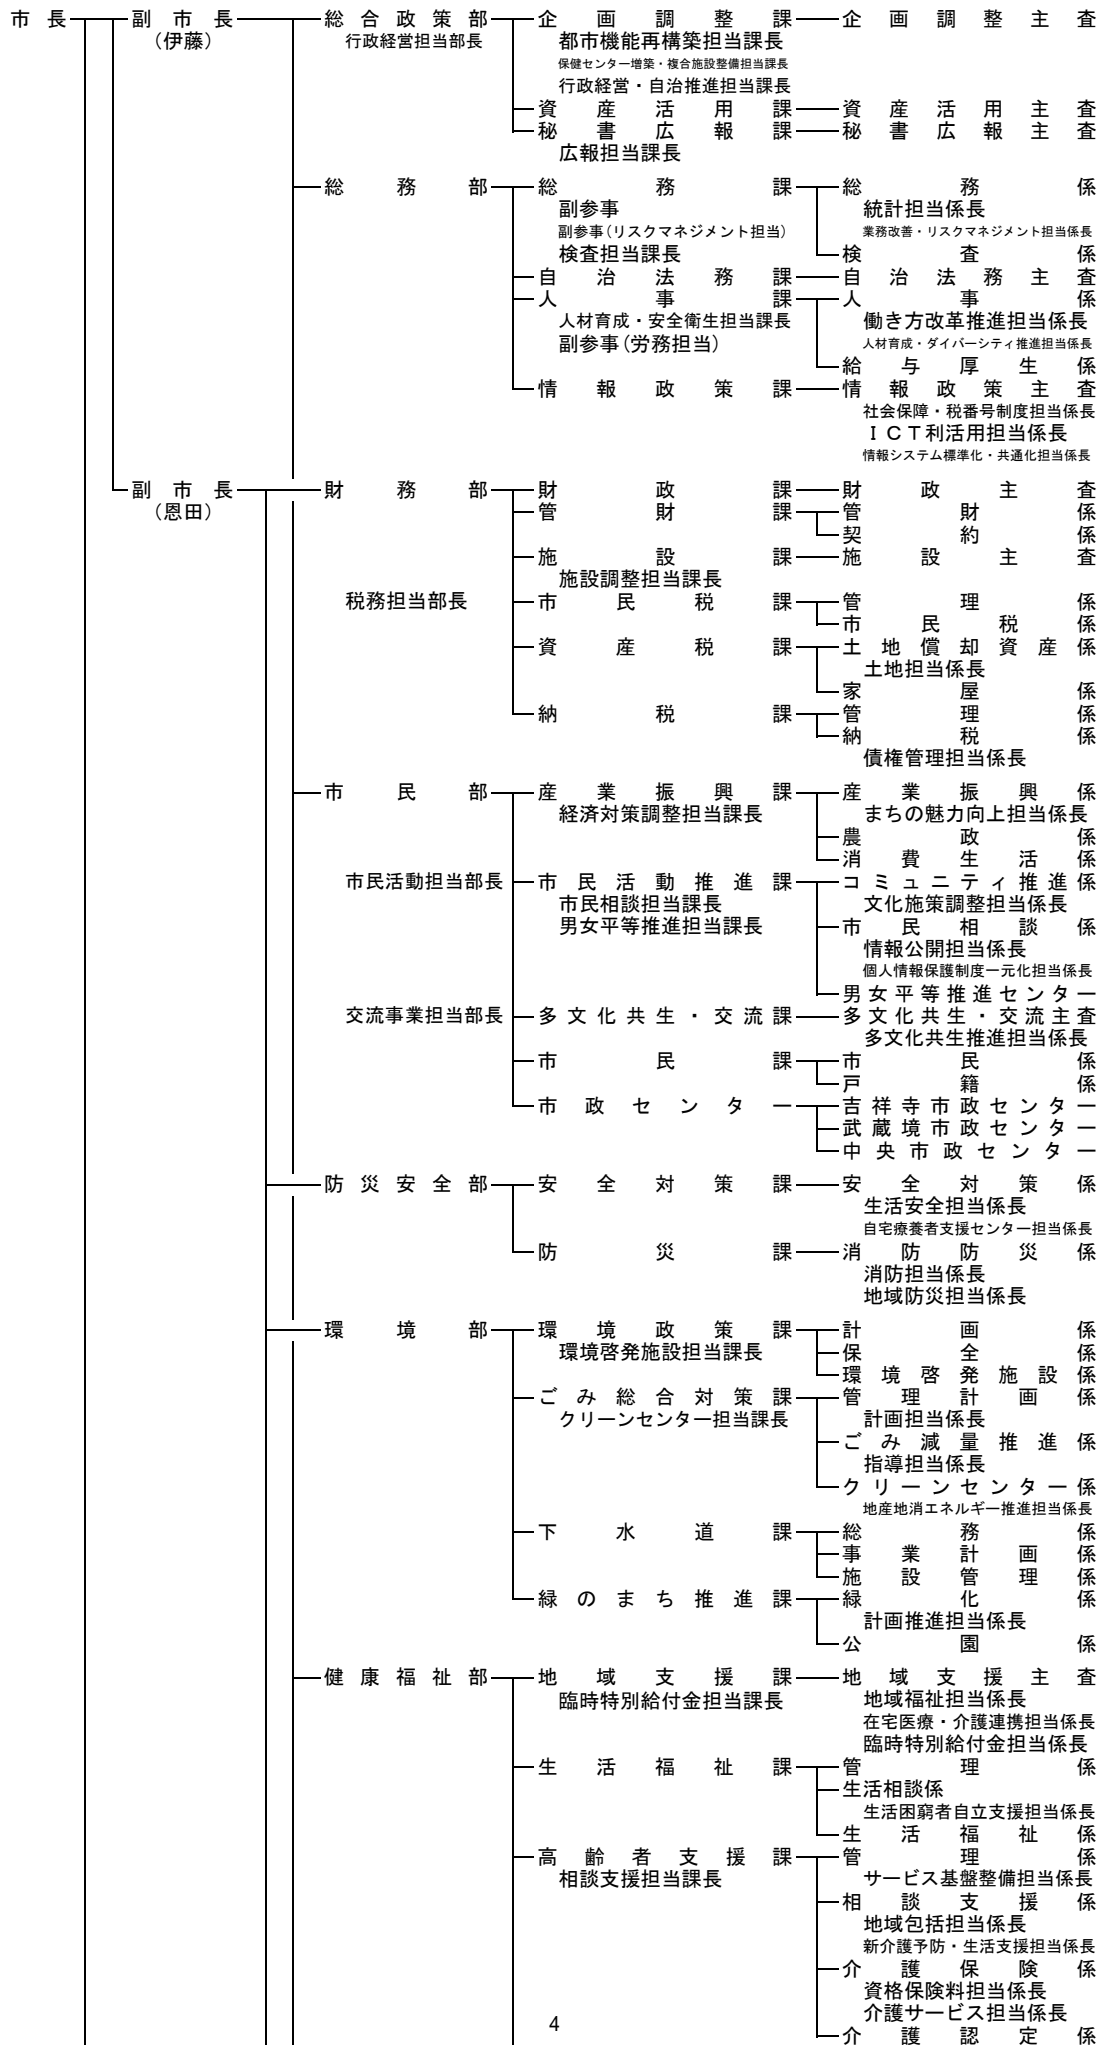 市長 副市長 総合政策部 企画調整課 企画調整主査
(伊藤) 行政経営担当部長 都市機能再構築担当課長
保健センター増築・複合施設整備担当課長
行政経営・自治推進担当課長
資産活用課 資産活用主査
秘書広報課 秘書広報主査
広報担当課長
総務部 総務課 総務係
副参事 統計担当係長
副参事(リスクマネジメント担当) 業務改善・リスクマネジメント担当係長
検査担当課長 検査係
自治法務課 自治法務主査
人事課 人事係
人材育成・安全衛生担当課長 働き方改革推進担当係長
副参事(労務担当) 人材育成・ダイバーシティ推進担当係長
給与厚生係
情報政策課 情報政策主査
社会保障・税番号制度担当係長
ICT利活用担当係長
情報システム標準化・共通化担当係長
副市長 財務部 財政課 財政主査
(恩田) 管財課 管財係
契約係
施設課 施設主査
施設調整担当課長
税務担当部長 市民税課 管理係
市民税係
資産税課 土地償却資産係
土地担当係長
家屋係
納税課 管理係
納税係
債権管理担当係長
市民部 産業振興課 産業振興係
経済対策調整担当課長 まちの魅力向上担当係長
農政係
消費生活係
市民活動担当部長 市民活動推進課 コミュニティ推進係
市民相談担当課長 文化施策調整担当係長
男女平等推進担当課長 市民相談係
情報公開担当係長
個人情報保護制度一元化担当係長
男女平等推進センター
交流事業担当部長 多文化共生・交流課 多文化共生・交流主査
多文化共生推進担当係長
市民課 市民係
戸籍係
市政センター 吉祥寺市政センター
武蔵境市政センター
中央市政センター
防災安全部 安全対策課 安全対策係
生活安全担当係長
自宅療養者支援センター担当係長
防災課 消防防災係
消防担当係長
地域防災担当係長
環境部 環境政策課 計画係
環境啓発施設担当課長 保全係
環境啓発施設係
ごみ総合対策課 管理計画係
クリーンセンター担当課長 計画担当係長
ごみ減量推進係
指導担当係長
クリーンセンター係
地産地消エネルギー推進担当係長
下水道課 総務係
事業計画係
施設管理係
緑のまち推進課 緑化係
計画推進担当係長
公園係
健康福祉部 地域支援課 地域支援主査
臨時特別給付金担当課長 地域福祉担当係長
在宅医療・介護連携担当係長
臨時特別給付金担当係長
生活福祉課 管理係
生活相談係
生活困窮者自立支援担当係長
生活福祉係
高齢者支援課 管理係
相談支援担当課長 サービス基盤整備担当係長
相談支援係
地域包括担当係長
新介護予防・生活支援担当係長
介護保険係
資格保険料担当係長
介護サービス担当係長
介護認定係
4